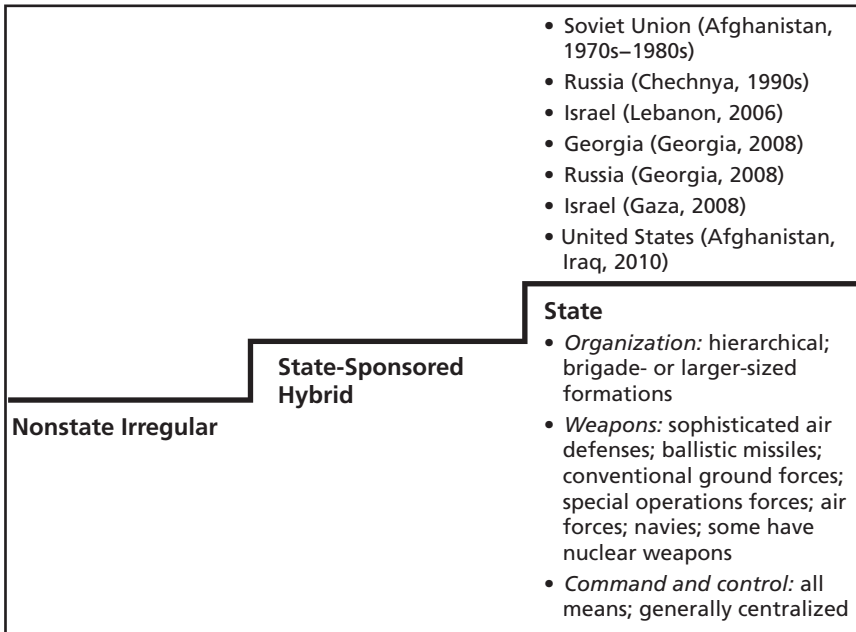 • Soviet Union (Afghanistan,
1970s–1980s)
• Russia (Chechnya, 1990s)
• Israel (Lebanon, 2006)
• Georgia (Georgia, 2008)
• Russia (Georgia, 2008)
• Israel (Gaza, 2008)
• United States (Afghanistan,
Iraq, 2010)
Nonstate Irregular
State-Sponsored
Hybrid
State
• Organization: hierarchical;
brigade- or larger-sized
formations
• Weapons: sophisticated air
defenses; ballistic missiles;
conventional ground forces;
special operations forces; air
forces; navies; some have
nuclear weapons
• Command and control: all
means; generally centralized